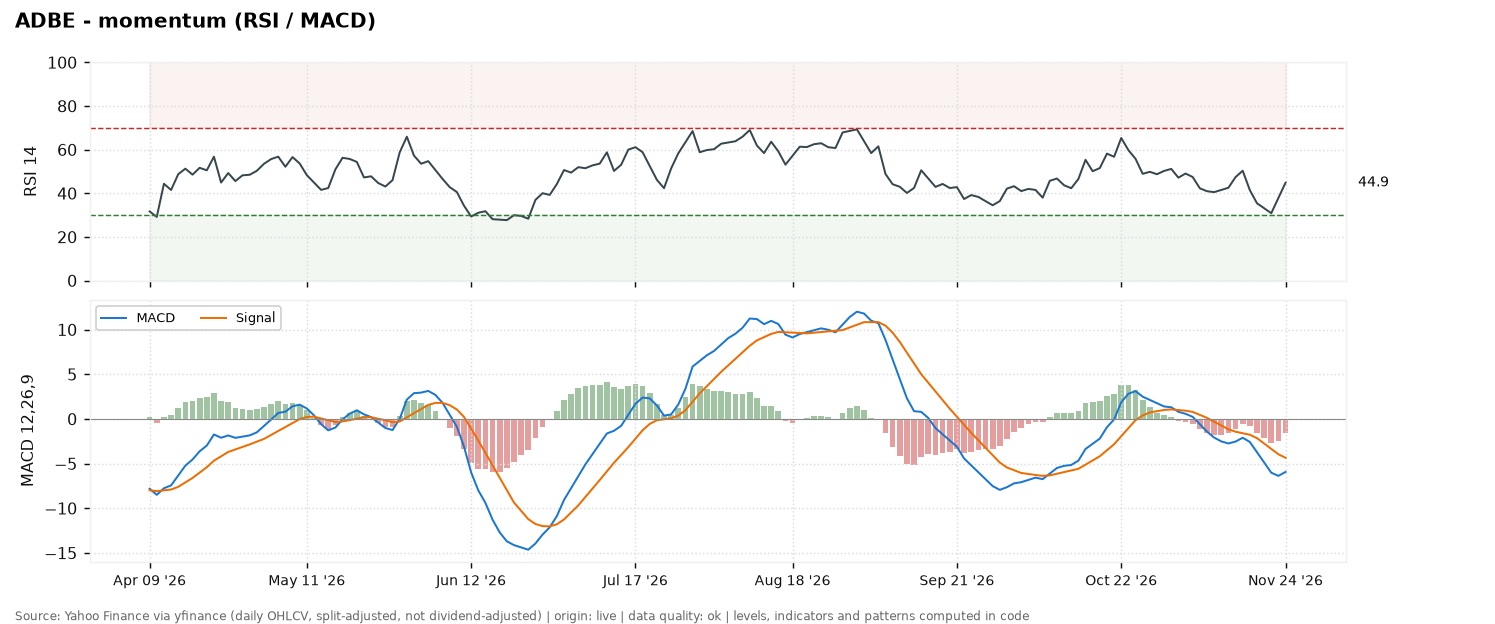 ADBE - momentum (RSI / MACD)
100
80
60
40
20
0
RSI 14
44.9
MACD
Signal
10
5
0
−5
−10
−15
MACD 12,26,9
Apr 09 '26
May 11 '26
Jun 12 '26
Jul 17 '26
Aug 18 '26
Sep 21 '26
Oct 22 '26
Nov 24 '26
Source: Yahoo Finance via yfinance (daily OHLCV, split-adjusted, not dividend-adjusted) | origin: live | data quality: ok | levels, indicators and patterns computed in code